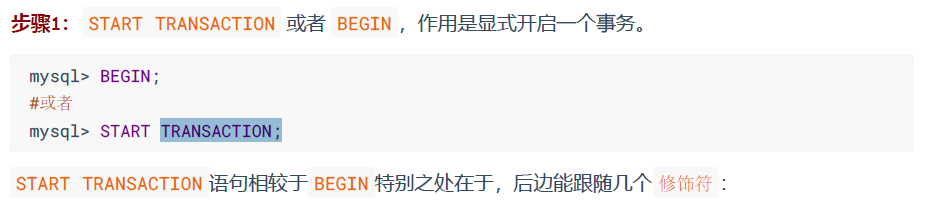 步骤1： START TRANSACTION 或者 BEGIN ，作用是显式开启一个事务。
mysql> BEGIN;
#或者
mysql> START TRANSACTION;
START TRANSACTION 语句相较于 BEGIN 特别之处在于，后边能跟随几个 修饰符 ：